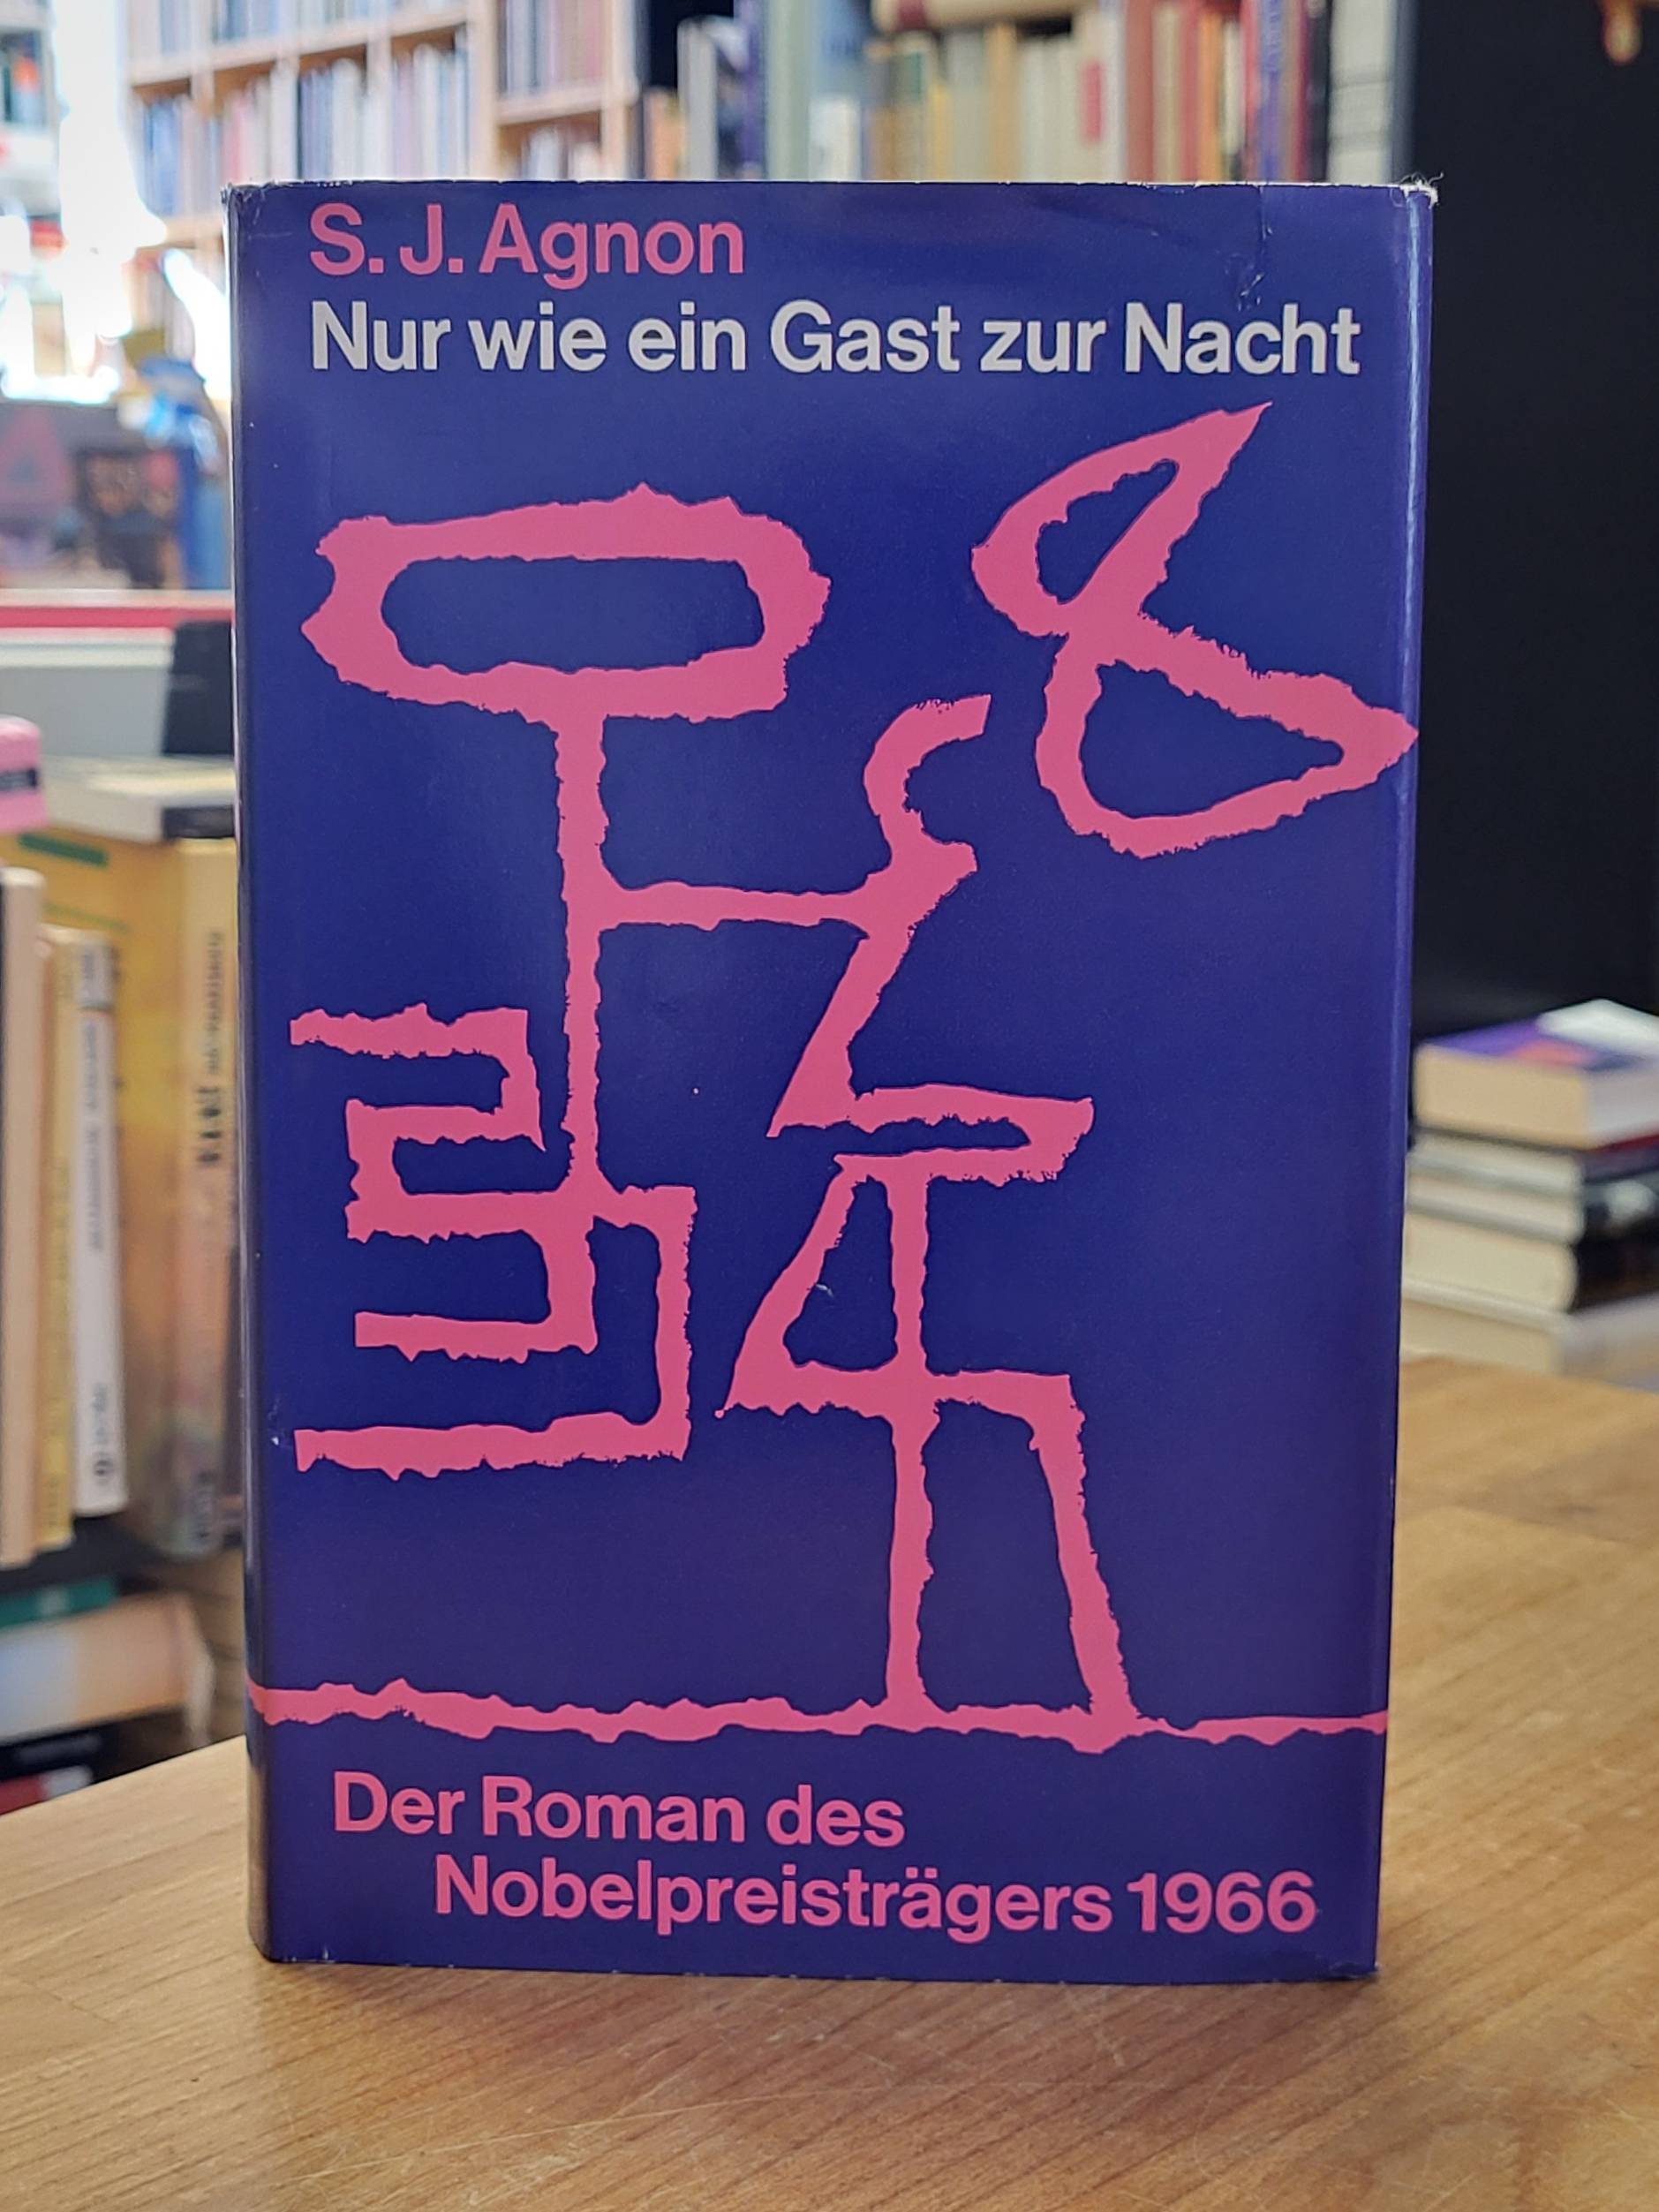 S. J. Agnon
Nur wie ein Gast zur Nacht
Der Roman des
Nobelpreisträgers 1966